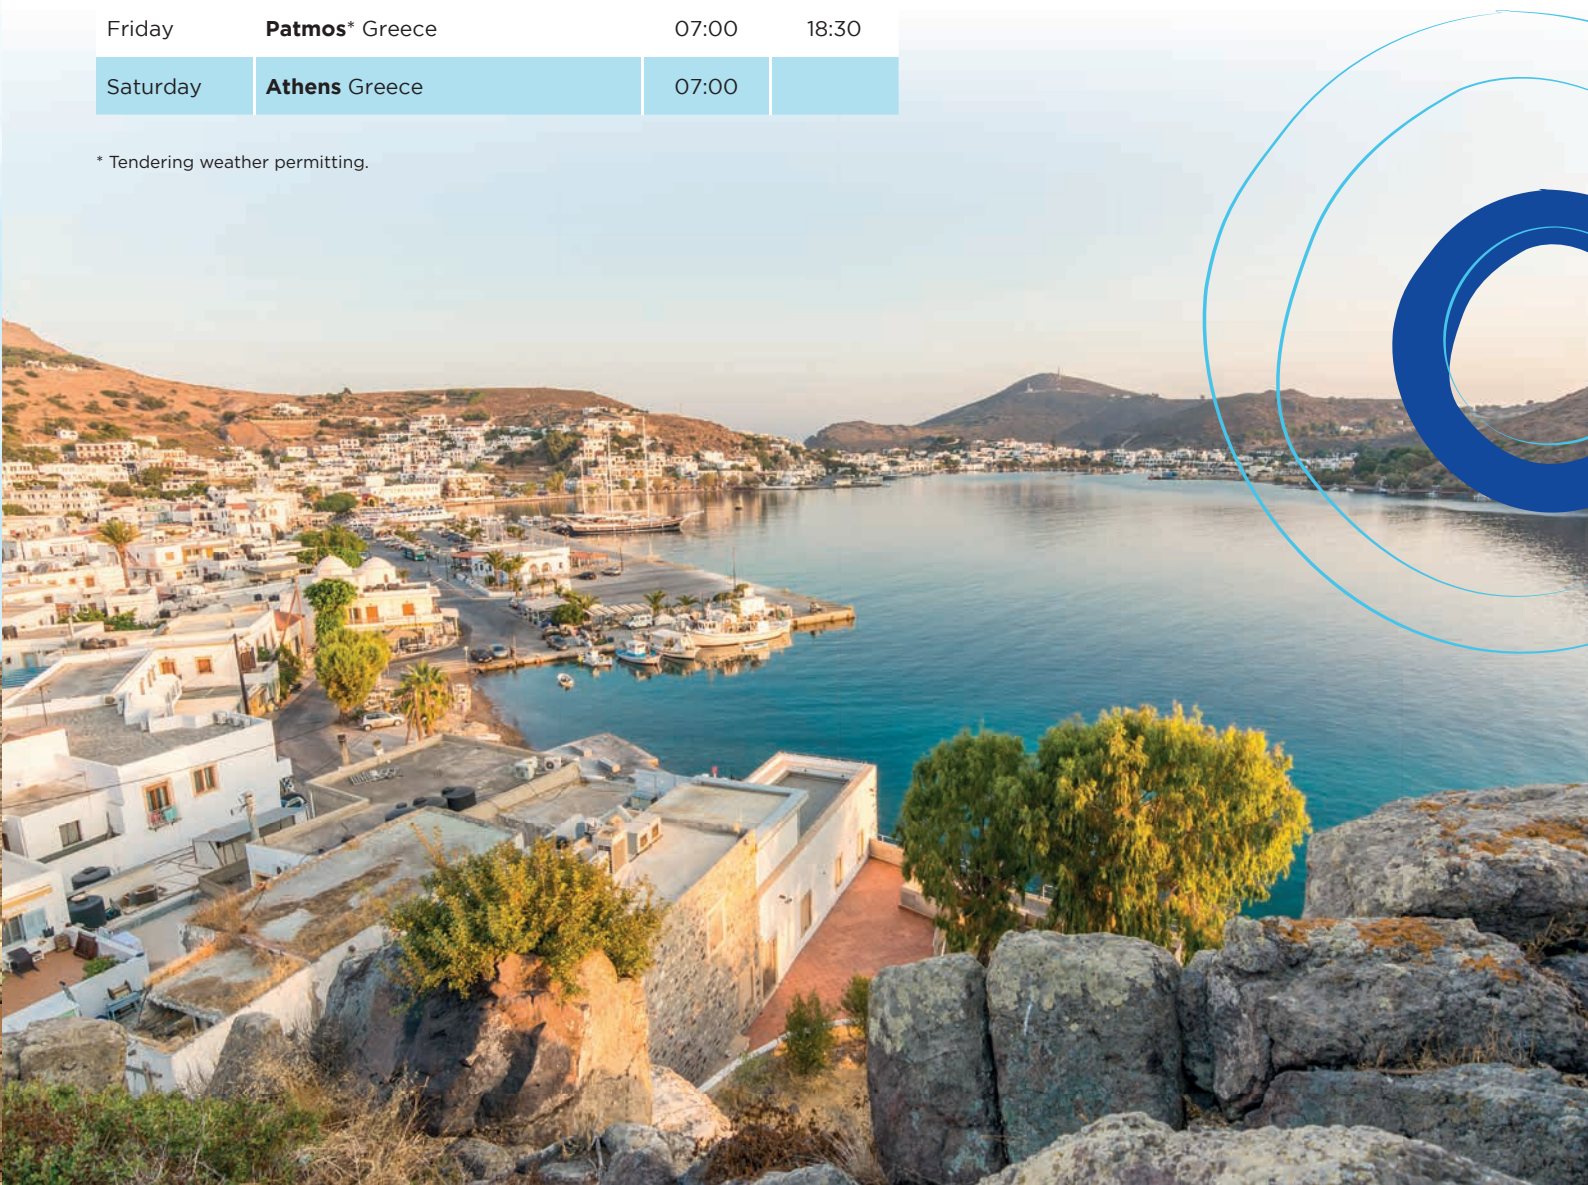 Friday Patmos* Greece 07:00 18:30
Saturday Athens Greece 07:00
* Tendering weather permitting.